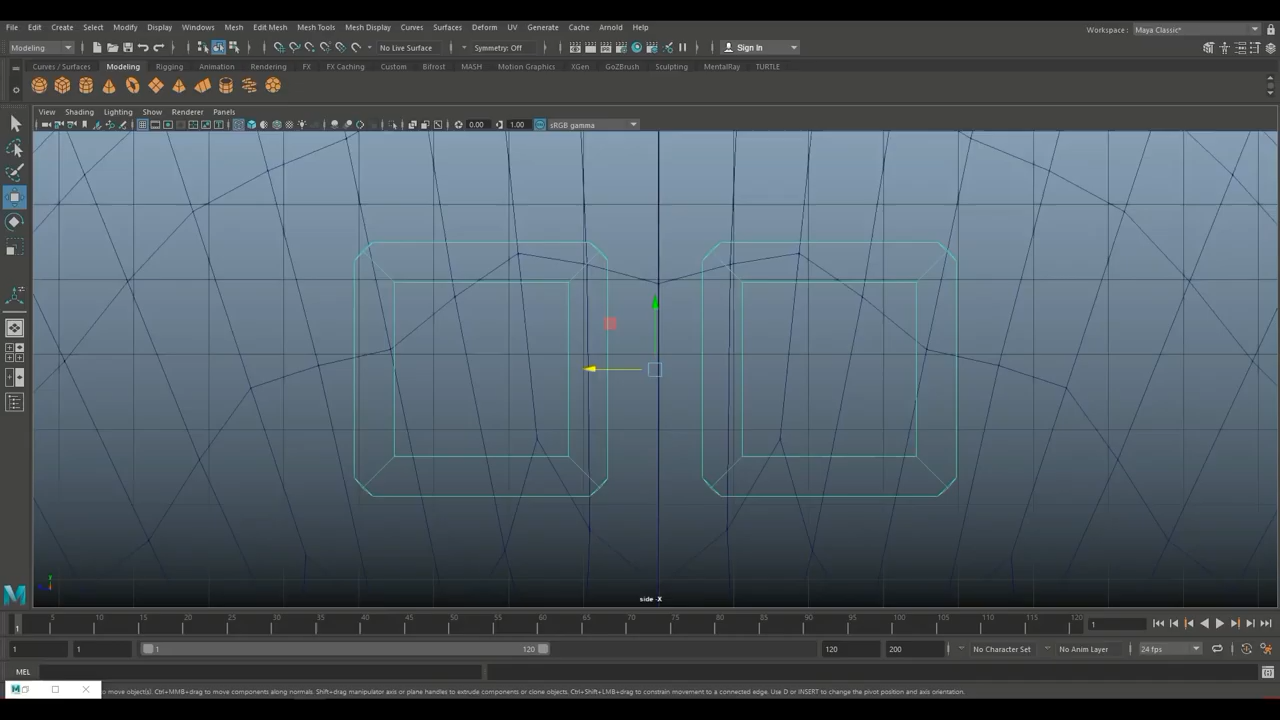 File Edit Create Select Modify Display Windows Mesh Edit Mesh Mesh Tools Mesh Display Curves Surfaces Deform UV Generate Cache Arnold Help
Workspace: Maya Classic*
Modeling No Live Surface Symmetry: Off Sign In
Curves / Surfaces Modeling Rigging Animation Rendering FX FX Caching Custom Bifrost MASH Motion Graphics XGen GoZBrush Sculpting MentalRay TURTLE
View Shading Lighting Show Renderer Panels
0.00 1.00 sRGB gamma
side -X
5 10 15 20 25 30 35 40 45 50 55 60 65 70 75 80 85 90 95 100 105 110 115 120
1 1
1 1 1 120 120 200 No Character Set No Anim Layer 24 fps
MEL
to move object(s). Ctrl+MMB+drag to move components along normals. Shift+drag manipulator axis or plane handles to extrude components or clone objects. Ctrl+Shift+LMB+drag to constrain movement to a connected edge. Use D or INSERT to change the pivot position and axis orientation.